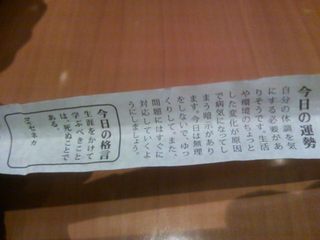 今日の運勢
自分の体調を気
にする必要があ
りそうです。生活
や環境のちょっと
した変化が原因
で病気になってし
まう暗示があり
ます。今日は無理
をしないで、ゆっ
くりして。また、
問題にはすぐに
対応していくよ
うにしましょう。
今日の格言
生涯をかけて
学ぶべきこと
は、死ぬことで
ある。
セネカ